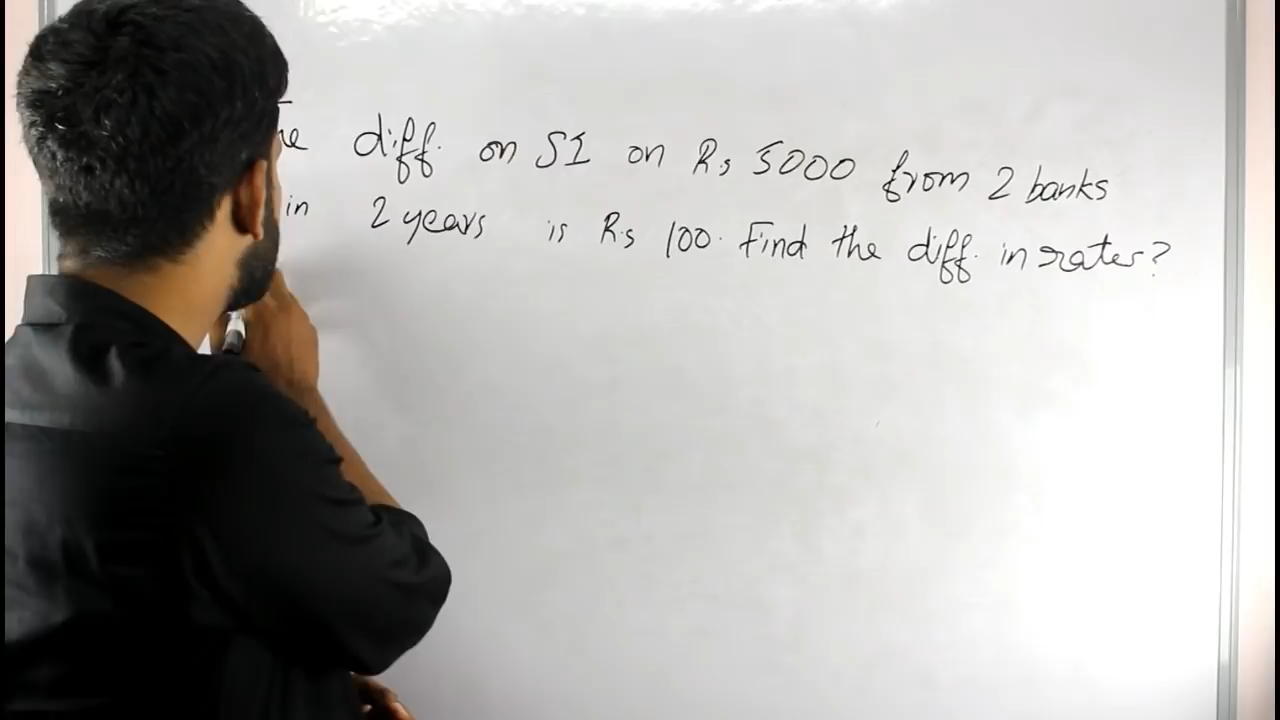 diff. on SI on Rs 5000 from 2 banks
in 2 years is Rs 100. Find the diff. in rates?